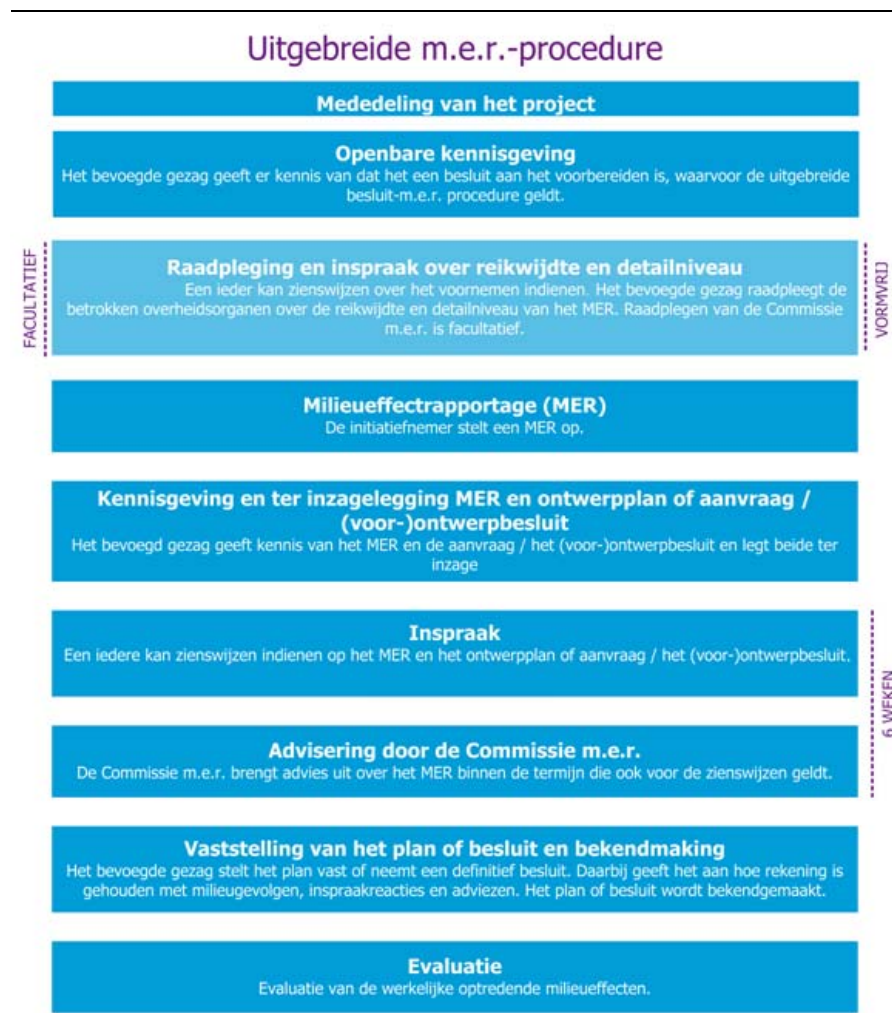 Uitgebreide m.e.r.-procedure
Mededeling van het project
Openbare kennisgeving
Het bevoegde gezag geeft er kennis van dat het een besluit aan het voorbereiden is, waarvoor de uitgebreide
besluit-m.e.r. procedure geldt.
FACULTATIEF
Raadpleging en inspraak over reikwijdte en detailniveau
Een ieder kan zienswijzen over het voornemen indienen. Het bevoegde gezag raadpleegt de
betrokken overheidsorganen over de reikwijdte en detailniveau van het MER. Raadplegen van de Commissie
m.e.r. is facultatief.
VORMVRIJ
Milieueffectrapportage (MER)
De initiatiefnemer stelt een MER op.
Kennisgeving en ter inzagelegging MER en ontwerpplan of aanvraag /
(voor-)ontwerpbesluit
Het bevoegd gezag geeft kennis van het MER en de aanvraag / het (voor-)ontwerpbesluit en legt beide ter
inzage
Inspraak
Een iedere kan zienswijzen indienen op het MER en het ontwerpplan of aanvraag / het (voor-)ontwerpbesluit.
6 WEKEN
Advisering door de Commissie m.e.r.
De Commissie m.e.r. brengt advies uit over het MER binnen de termijn die ook voor de zienswijzen geldt.
Vaststelling van het plan of besluit en bekendmaking
Het bevoegde gezag stelt het plan vast of neemt een definitief besluit. Daarbij geeft het aan hoe rekening is
gehouden met milieugevolgen, inspraakreacties en adviezen. Het plan of besluit wordt bekendgemaakt.
Evaluatie
Evaluatie van de werkelijke optredende milieueffecten.